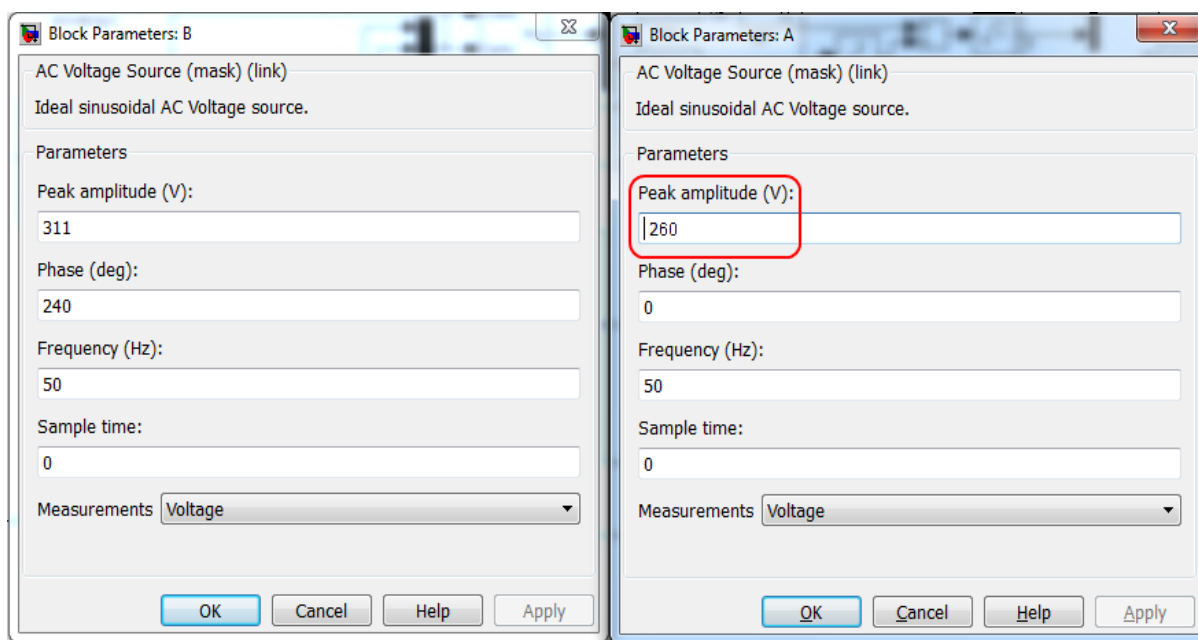 Block Parameters: B
AC Voltage Source (mask) (link)
Ideal sinusoidal AC Voltage source.
Parameters
Peak amplitude (V):
311
Phase (deg):
240
Frequency (Hz):
50
Sample time:
0
Measurements Voltage
OK Cancel Help Apply
Block Parameters: A
AC Voltage Source (mask) (link)
Ideal sinusoidal AC Voltage source.
Parameters
Peak amplitude (V):
260
Phase (deg):
0
Frequency (Hz):
50
Sample time:
0
Measurements Voltage
OK Cancel Help Apply